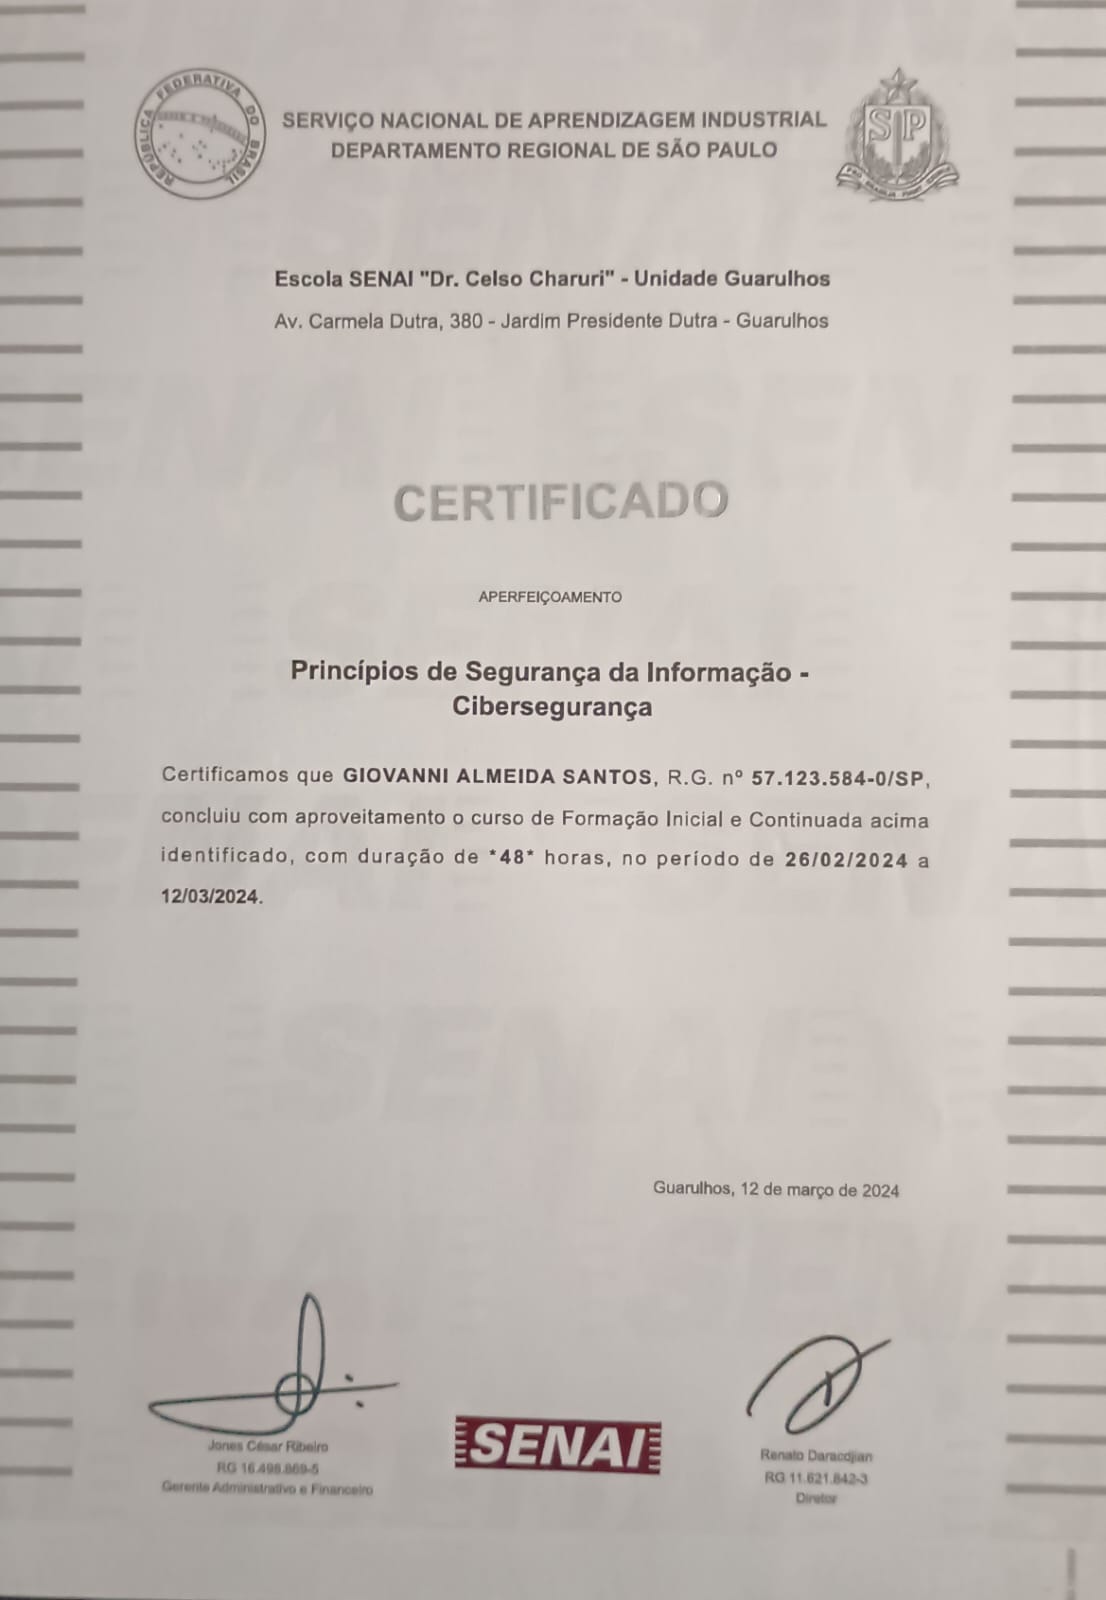 REPÚBLICA FEDERATIVA DO BRASIL
SERVIÇO NACIONAL DE APRENDIZAGEM INDUSTRIAL
DEPARTAMENTO REGIONAL DE SÃO PAULO
SP
Escola SENAI "Dr. Celso Charuri" - Unidade Guarulhos
Av. Carmela Dutra, 380 - Jardim Presidente Dutra - Guarulhos
CERTIFICADO
APERFEIÇOAMENTO
Princípios de Segurança da Informação -
Cibersegurança
Certificamos que GIOVANNI ALMEIDA SANTOS, R.G. nº 57.123.584-0/SP,
concluiu com aproveitamento o curso de Formação Inicial e Continuada acima
identificado, com duração de *48* horas, no período de 26/02/2024 a
12/03/2024.
Guarulhos, 12 de março de 2024
Jones César Ribeiro
RG 16.498.869-5
Gerente Administrativo e Financeiro
SENAI
Renato Daracdjian
RG 11.621.842-3
Diretor